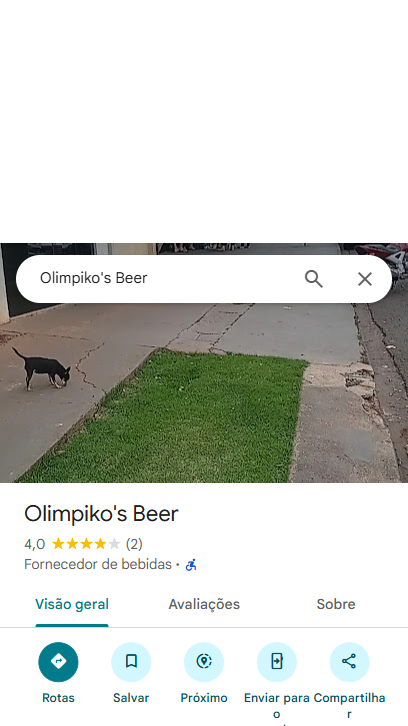 Olimpiko's Beer
Olimpiko's Beer
4,0 (2)
Fornecedor de bebidas ·
Visão geral Avaliações Sobre
Rotas Salvar Próximo Enviar para Compartilha
o r